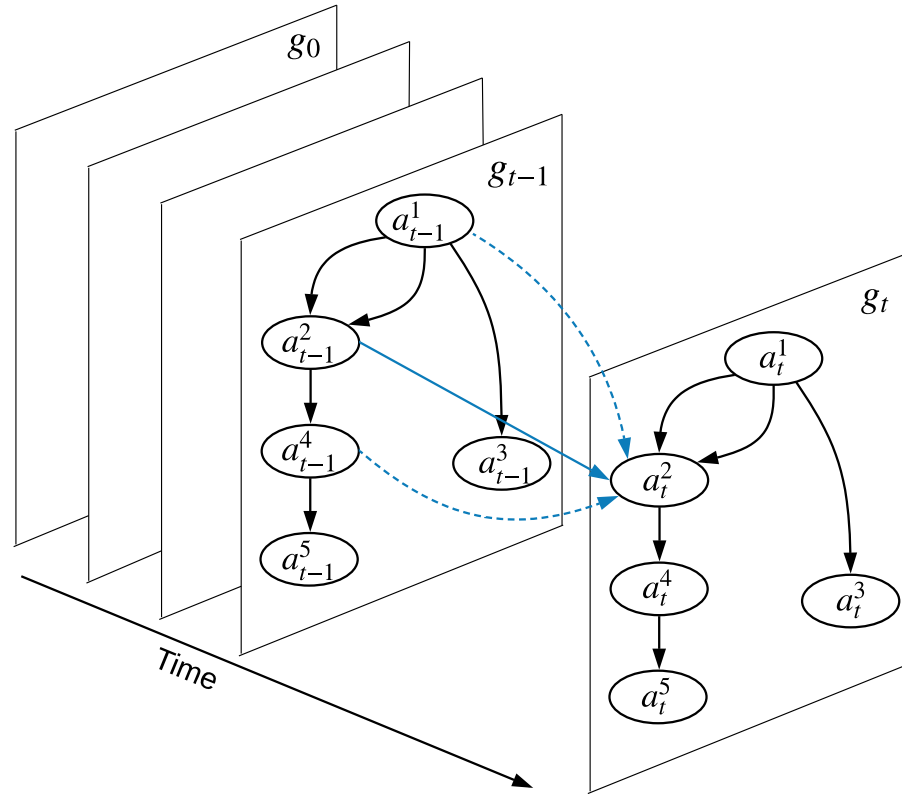 g₀
gₜ₋₁
a¹ₜ₋₁
a²ₜ₋₁
a⁴ₜ₋₁
a³ₜ₋₁
a⁵ₜ₋₁
gₜ
a¹ₜ
a²ₜ
a⁴ₜ
a³ₜ
a⁵ₜ
Time